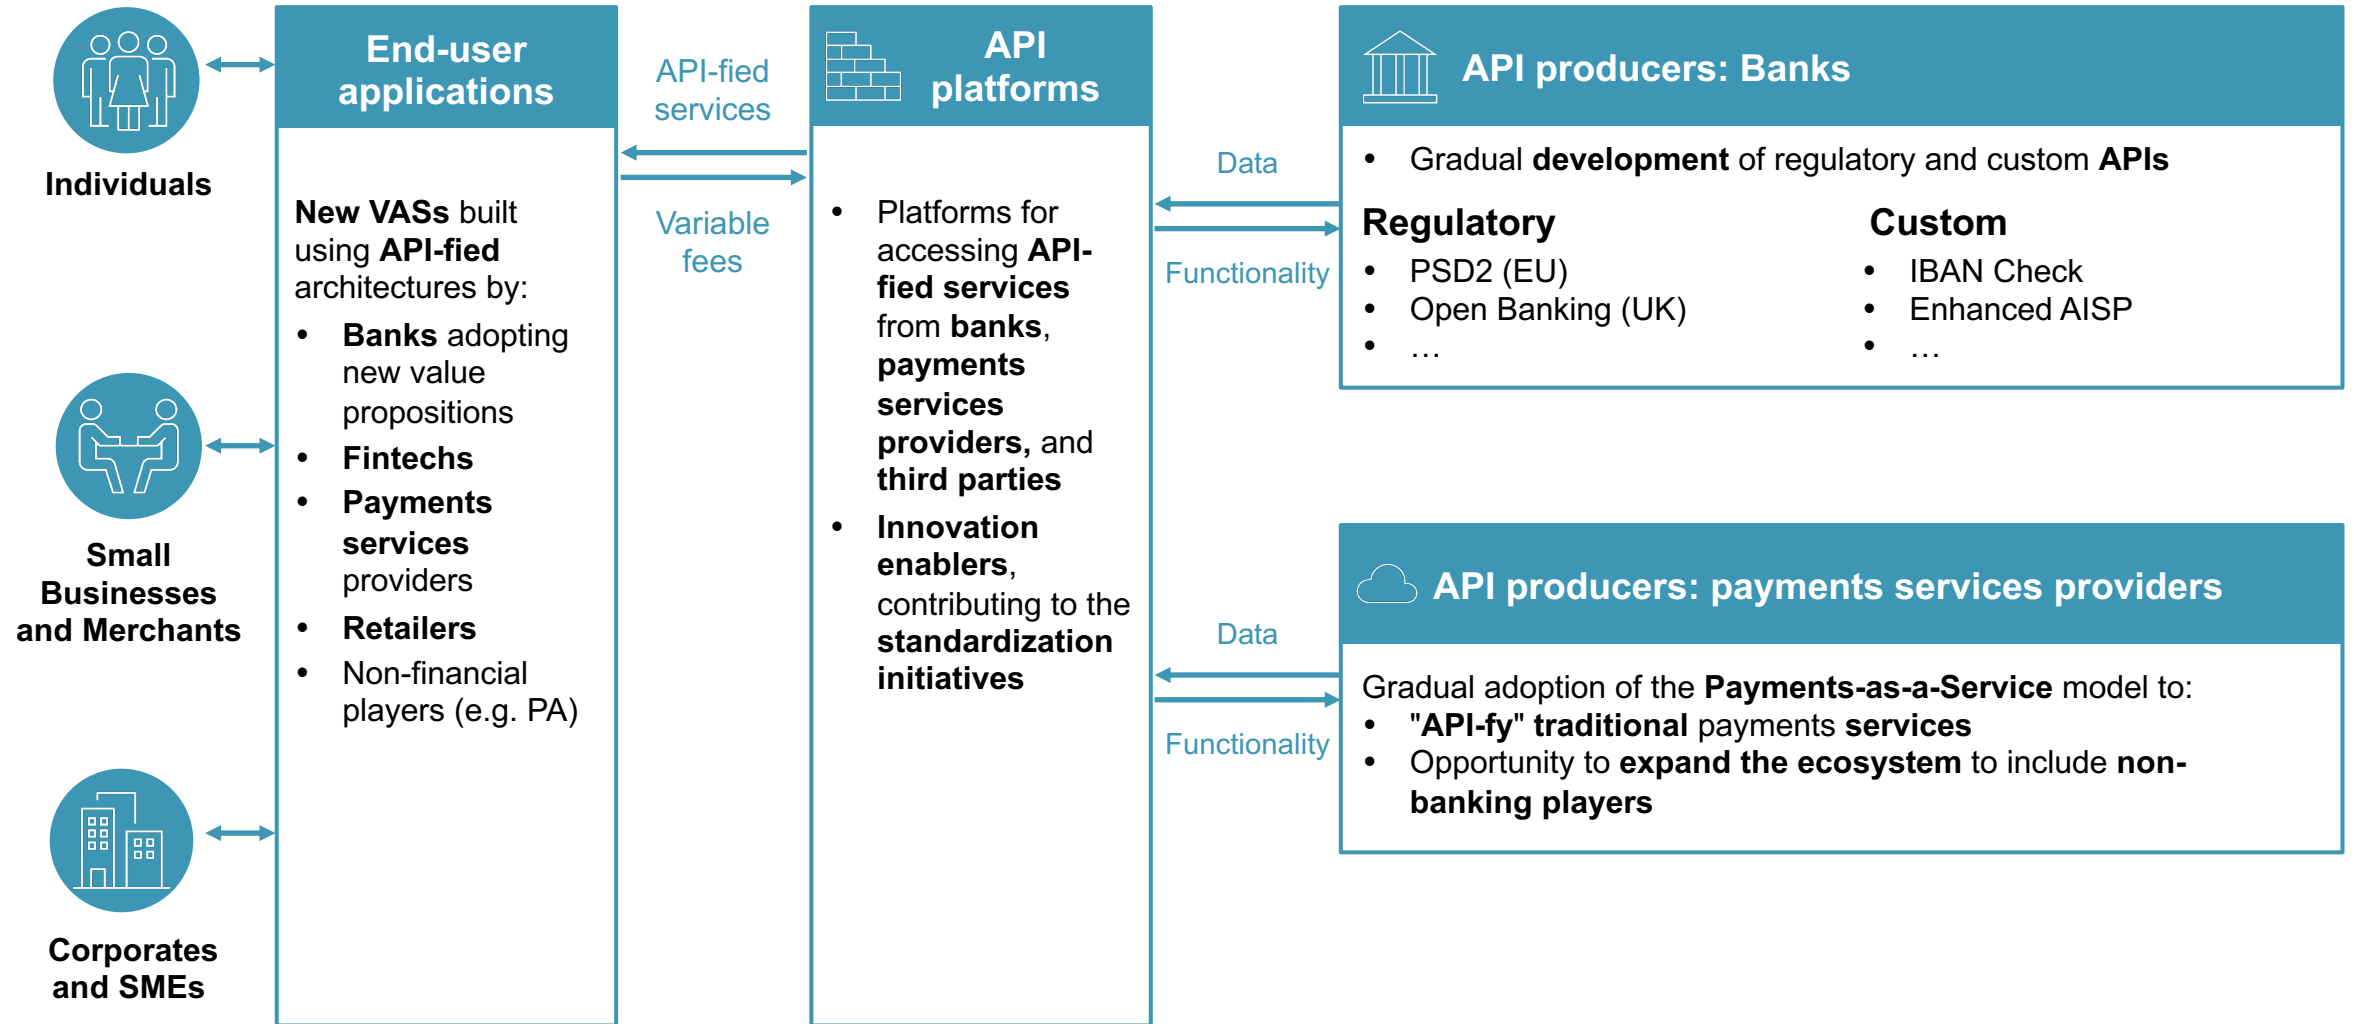 Individuals
Small
Businesses
and Merchants
Corporates
and SMEs
End-user
applications
New VASs built
using API-fied
architectures by:
• Banks adopting
new value
propositions
• Fintechs
• Payments
services
providers
• Retailers
• Non-financial
players (e.g. PA)
API-fied
services
Variable
fees
API
platforms
• Platforms for
accessing API-
fied services
from banks,
payments
services
providers, and
third parties
• Innovation
enablers,
contributing to the
standardization
initiatives
Data
Functionality
Data
Functionality
API producers: Banks
• Gradual development of regulatory and custom APIs
Regulatory
• PSD2 (EU)
• Open Banking (UK)
• …
Custom
• IBAN Check
• Enhanced AISP
• …
API producers: payments services providers
Gradual adoption of the Payments-as-a-Service model to:
• "API-fy" traditional payments services
• Opportunity to expand the ecosystem to include non-
banking players